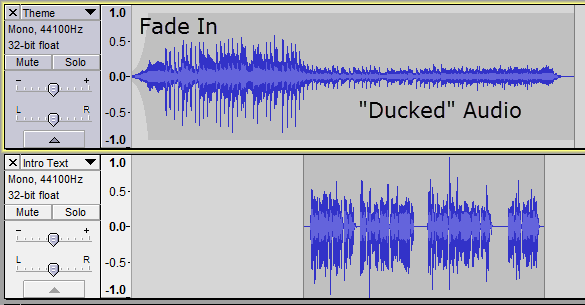 Theme
Mono, 44100Hz
32-bit float
Mute Solo
- +
L R
1.0
0.5-
0.0-
-0.5-
-1.0
Fade In
"Ducked" Audio
Intro Text
Mono, 44100Hz
32-bit float
Mute Solo
- +
L R
1.0
0.5-
0.0-
-0.5-
-1.0